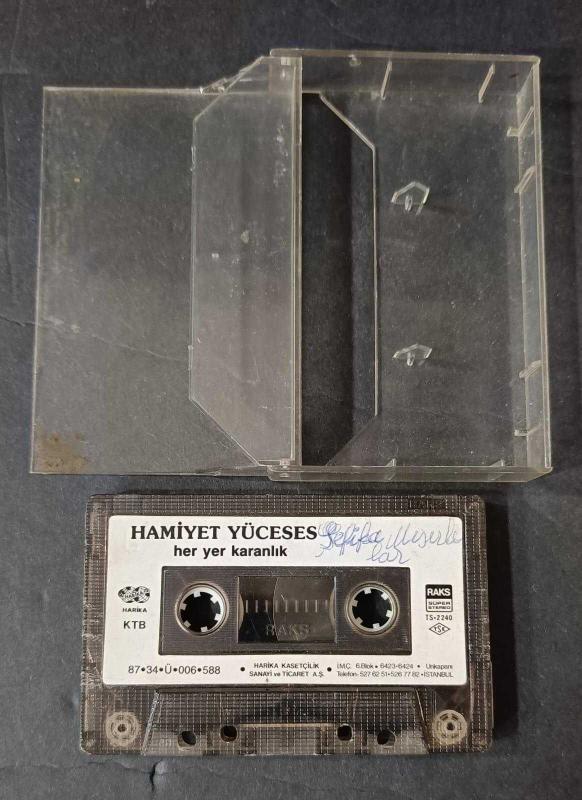 HAMİYET YÜCESES
her yer karanlık
HARİKA
KTB
RAKS
RAKS
SUPER STEREO
TS•2240
TSE
87•34•Ü•006•588
• HARİKA KASETÇİLİK • İ.M.Ç. 6.Blok • 6423-6424 • Unkapanı
SANAYİ ve TİCARET A.Ş. Telefon: 527 62 51•526 77 82 •İSTANBUL